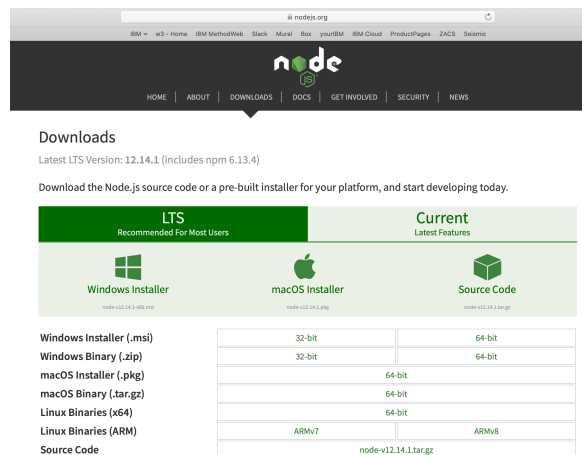 nodejs.org
IBM w3 - Home IBM MethodWeb Slack Mural Box yourIBM IBM Cloud ProductPages ZACS Seismic
node
JS
HOME ABOUT DOWNLOADS DOCS GET INVOLVED SECURITY NEWS
Downloads
Latest LTS Version: 12.14.1 (includes npm 6.13.4)
Download the Node.js source code or a pre-built installer for your platform, and start developing today.
LTS Current
Recommended For Most Users Latest Features
Windows Installer macOS Installer Source Code
node-v12.14.1-x86.msi node-v12.14.1.pkg node-v12.14.1.tar.gz
Windows Installer (.msi) 32-bit 64-bit
Windows Binary (.zip) 32-bit 64-bit
macOS Installer (.pkg) 64-bit
macOS Binary (.tar.gz) 64-bit
Linux Binaries (x64) 64-bit
Linux Binaries (ARM) ARMv7 ARMv8
Source Code node-v12.14.1.tar.gz